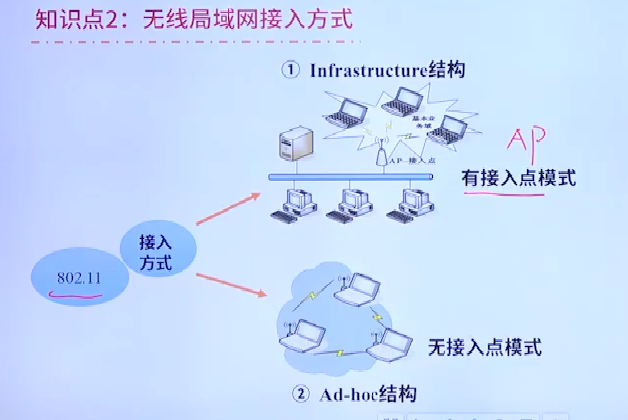 知识点2：无线局域网接入方式
① Infrastructure结构
基本业
务域
AP
AP-接入点
有接入点模式
接入
方式
802.11
无接入点模式
② Ad-hoc结构